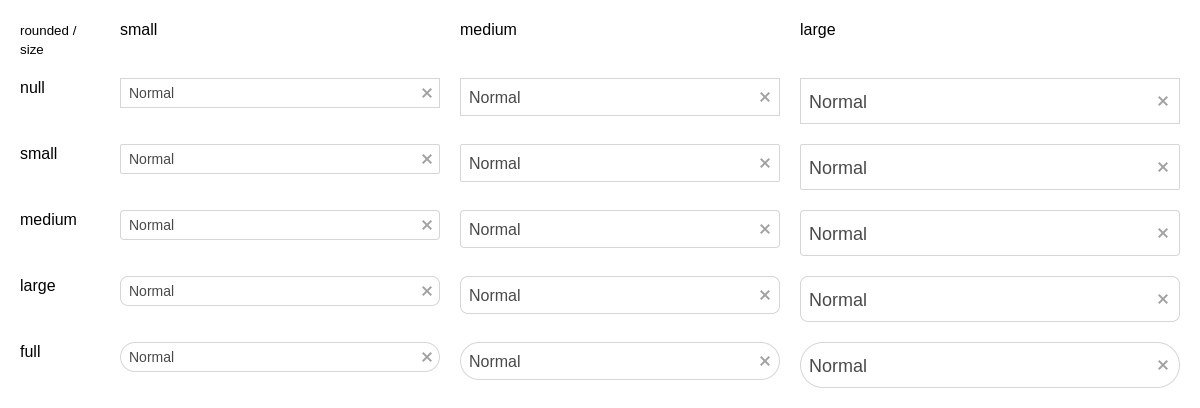 rounded / small medium large
size
null Normal Normal Normal
small Normal Normal Normal
medium Normal Normal Normal
large Normal Normal Normal
full Normal Normal Normal